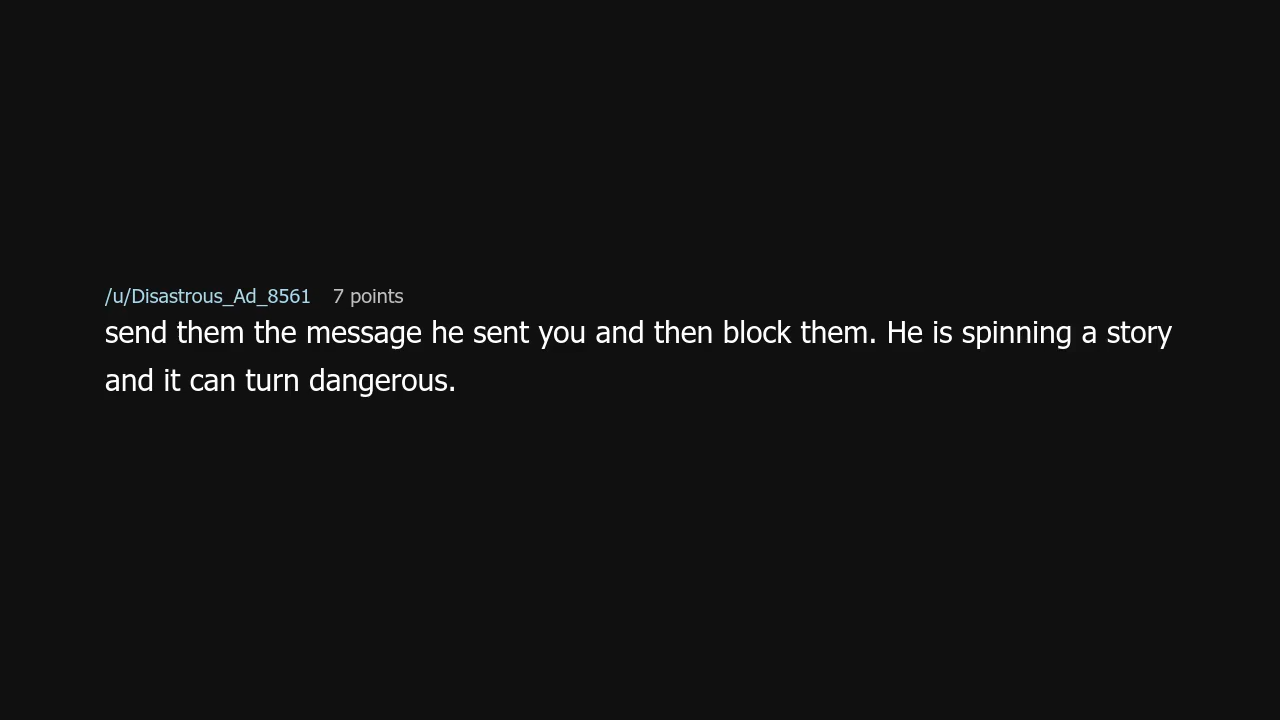 /u/Disastrous_Ad_8561 7 points
send them the message he sent you and then block them. He is spinning a story
and it can turn dangerous.